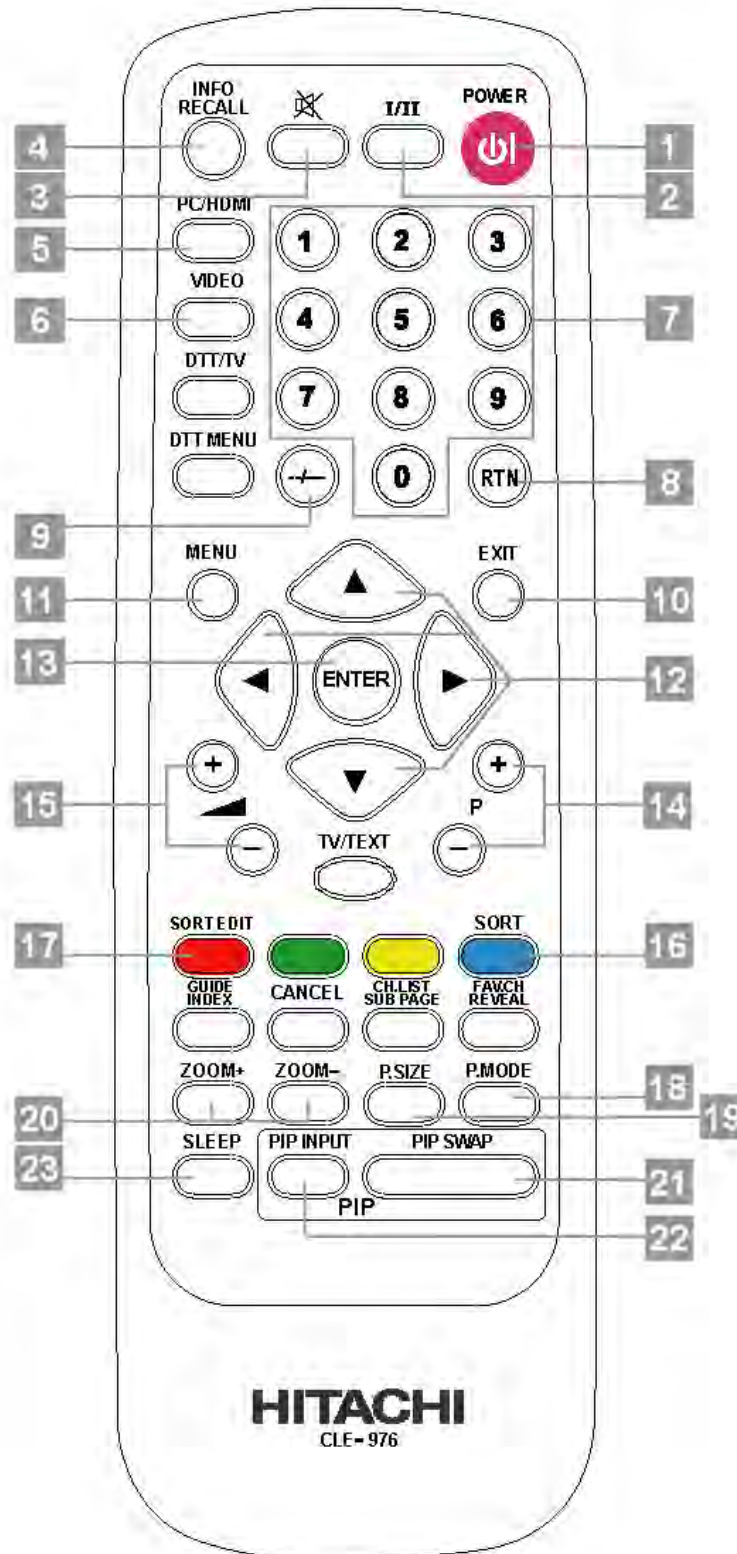 INFO
RECALL
I/II
POWER
4
1
3
2
PC/HDMI
1
2
3
5
VIDEO
6
4
5
6
7
DTT/TV
7
8
9
DTT MENU
-/--
0
RTN
8
9
MENU
EXIT
11
10
13
ENTER
12
+
+
15
P
14
−
−
TV/TEXT
SORT EDIT
SORT
17
16
GUIDE
INDEX
CANCEL
CH.LIST
SUB PAGE
FAV.CH
REVEAL
ZOOM+
ZOOM−
P.SIZE
P.MODE
18
20
19
SLEEP
PIP INPUT
PIP SWAP
23
21
PIP
22
HITACHI
CLE-976